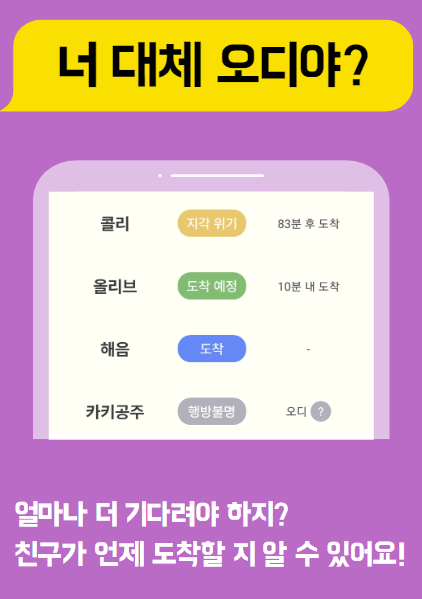 너 대체 오디야?
콜리 지각 위기 83분 후 도착
올리브 도착 예정 10분 내 도착
해음 도착 -
카키공주 행방불명 오디 ?
얼마나 더 기다려야 하지?
친구가 언제 도착할 지 알 수 있어요!